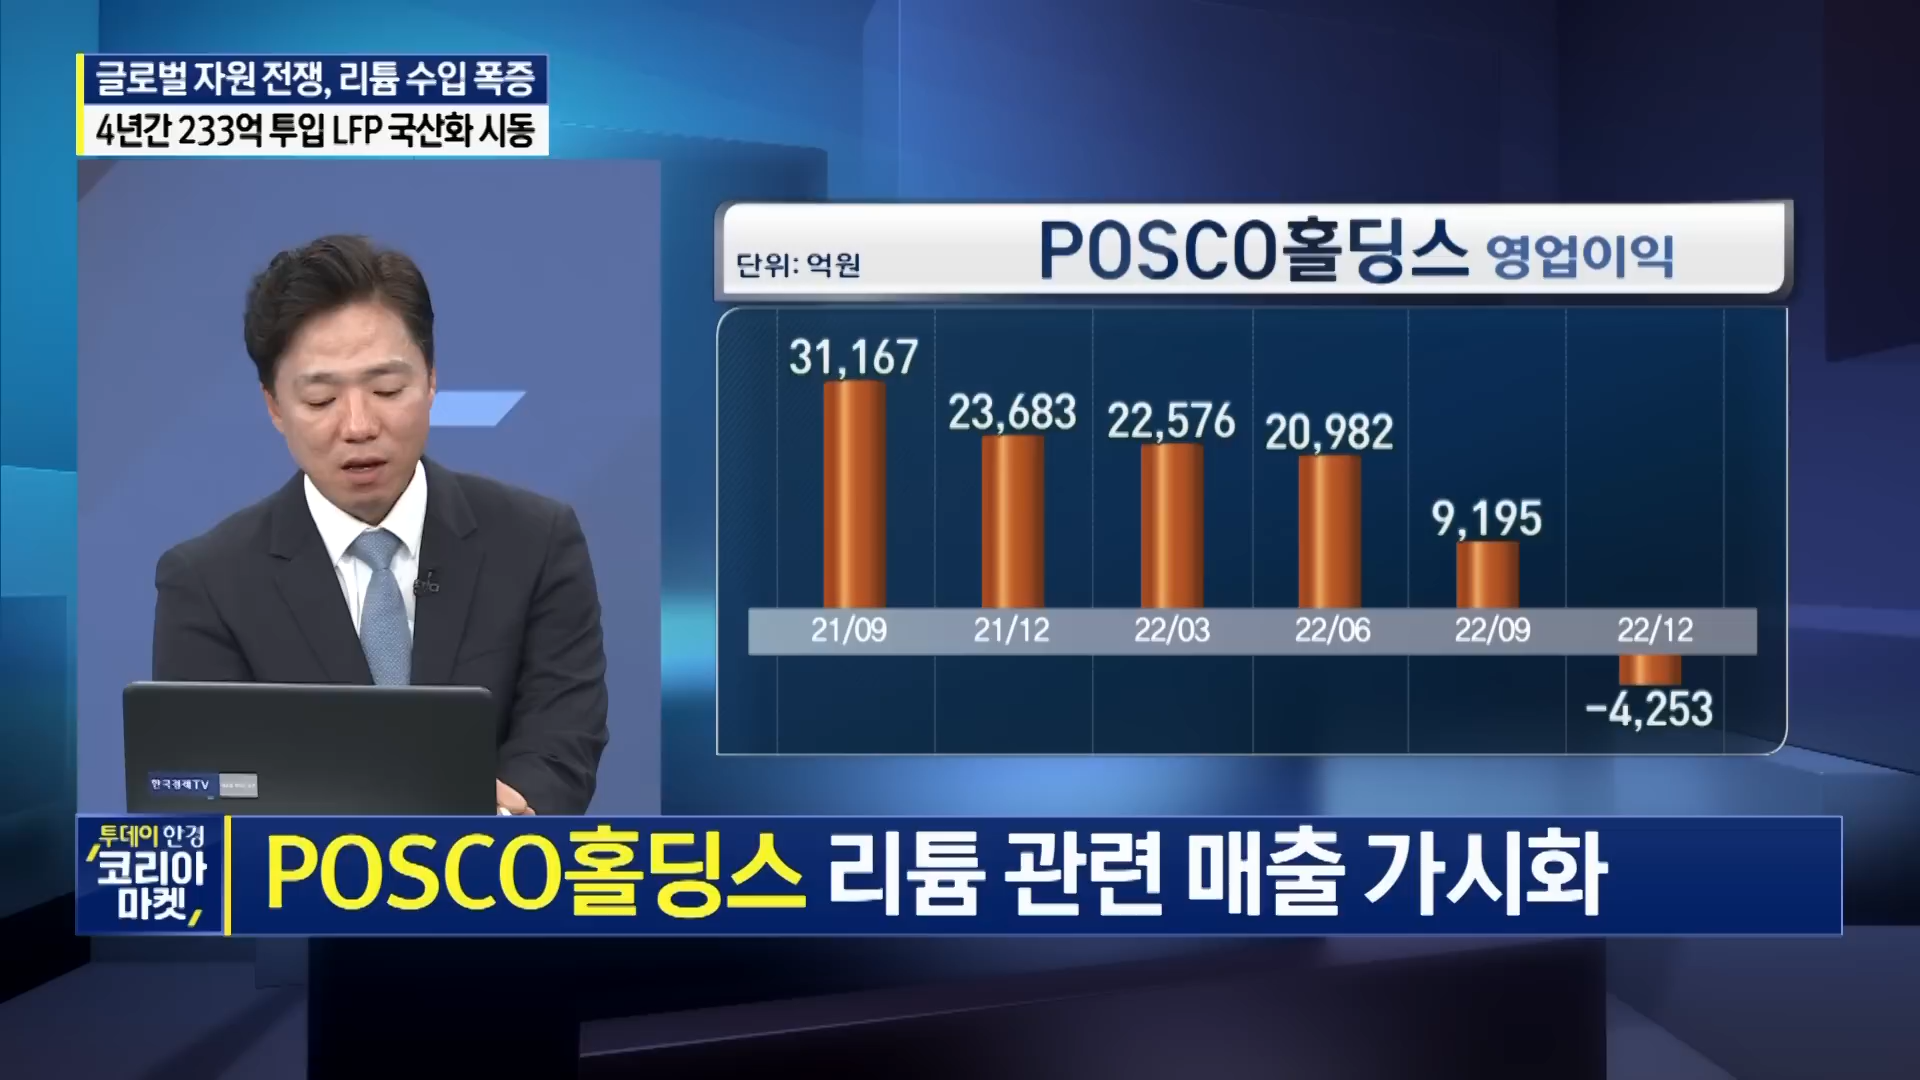 글로벌 자원 전쟁, 리튬 수입 폭증
4년간 233억 투입 LFP 국산화 시동
단위: 억원
POSCO홀딩스 영업이익
31,167
23,683
22,576
20,982
9,195
21/09
21/12
22/03
22/06
22/09
22/12
-4,253
한국경제TV
투데이 한경
코리아
마켓
POSCO홀딩스 리튬 관련 매출 가시화